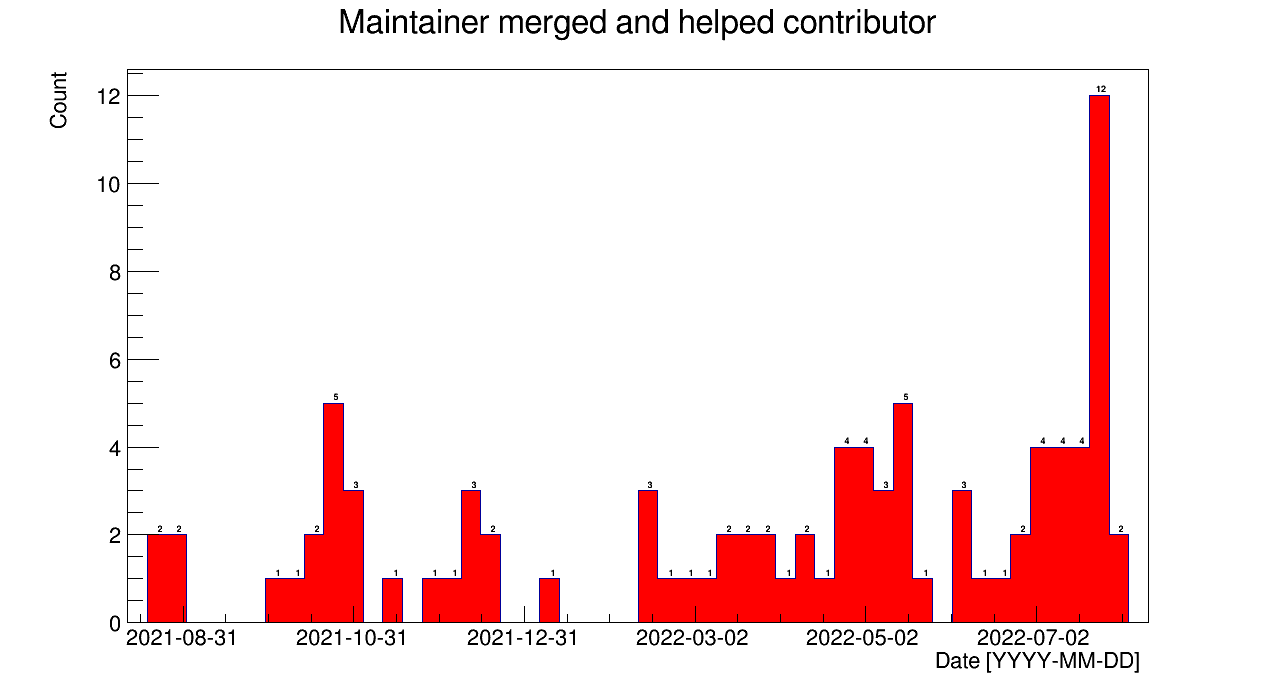 Maintainer merged and helped contributor
Count
12
12
10
8
6
5
5
4
4 4 4 4 4
3 3 3 3 3 3
2 2 2 2 2 2 2 2 2 2 2
1 1 1 1 1 1 1 1 1 1 1 1 1 1
2
0
2021-08-31 2021-10-31 2021-12-31 2022-03-02 2022-05-02 2022-07-02
Date [YYYY-MM-DD]